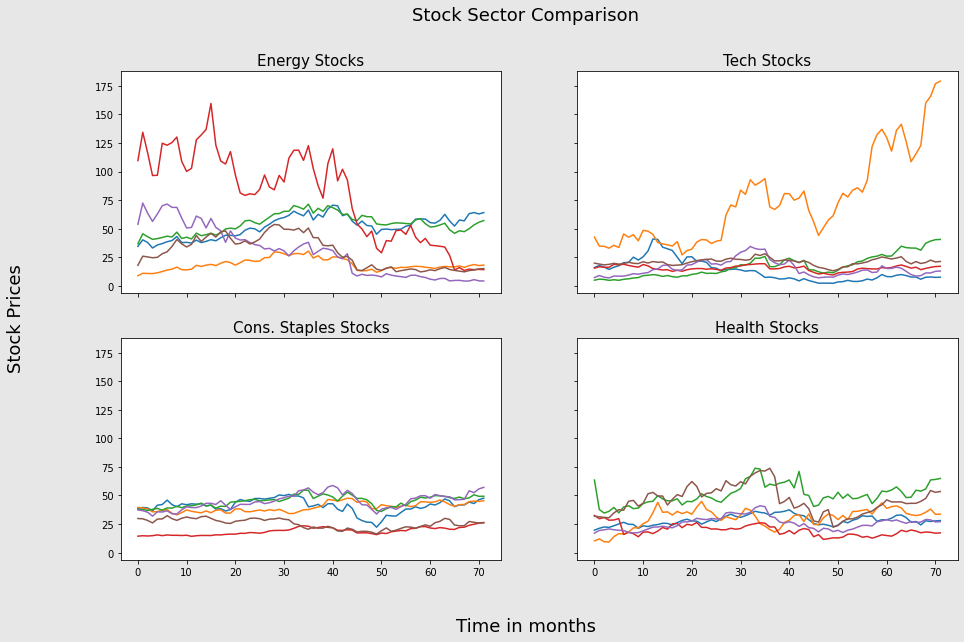 Stock Sector Comparison
Energy Stocks
Tech Stocks
175
150
125
100
75
50
25
0
Cons. Staples Stocks
Health Stocks
175
150
125
100
75
50
25
0
0 10 20 30 40 50 60 70
0 10 20 30 40 50 60 70
Stock Prices
Time in months